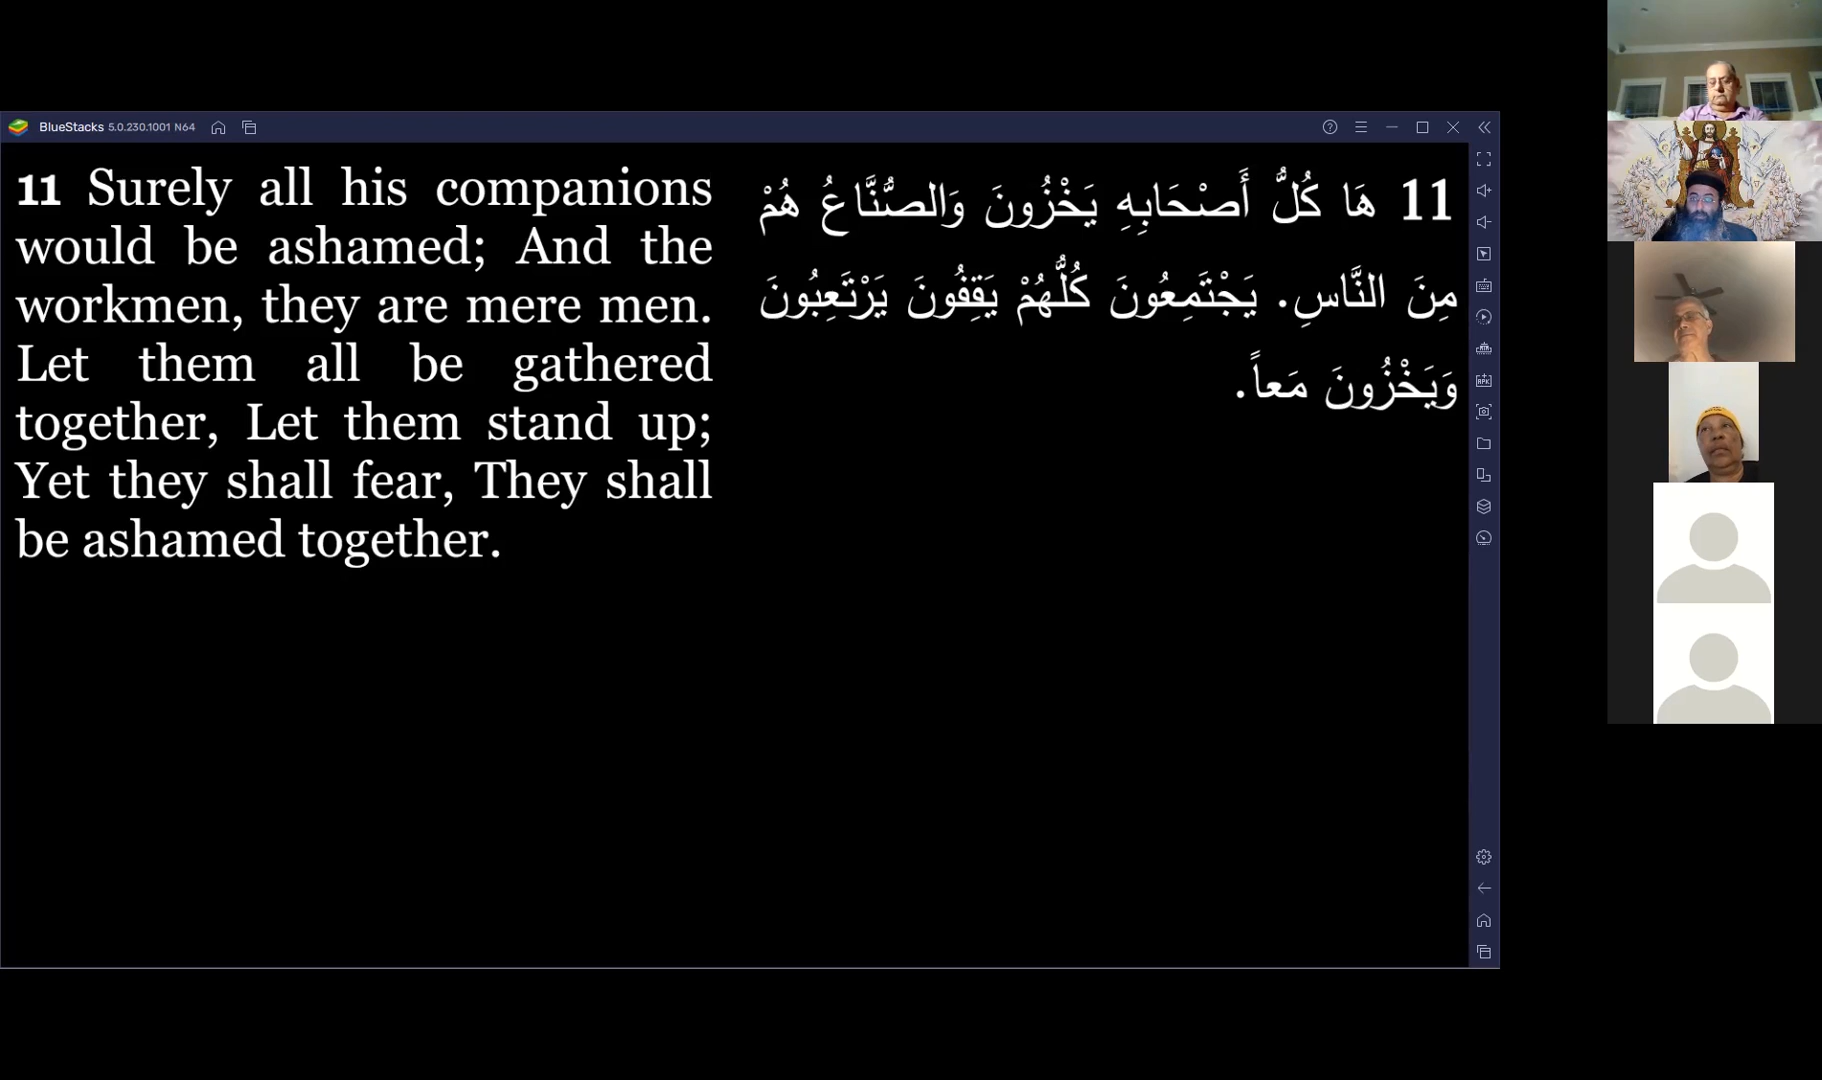 BlueStacks 5.0.230.1001 N64
11 Surely all his companions
would be ashamed; And the
workmen, they are mere men.
Let them all be gathered
together, Let them stand up;
Yet they shall fear, They shall
be ashamed together.
11 هَا كُلُّ أَصْحَابِهِ يَخْزُونَ وَالصُّنَّاعُ هُمْ
مِنَ النَّاسِ. يَجْتَمِعُونَ كُلُّهُمْ يَقِفُونَ يَرْتَعِبُونَ
وَيَخْزُونَ مَعاً.